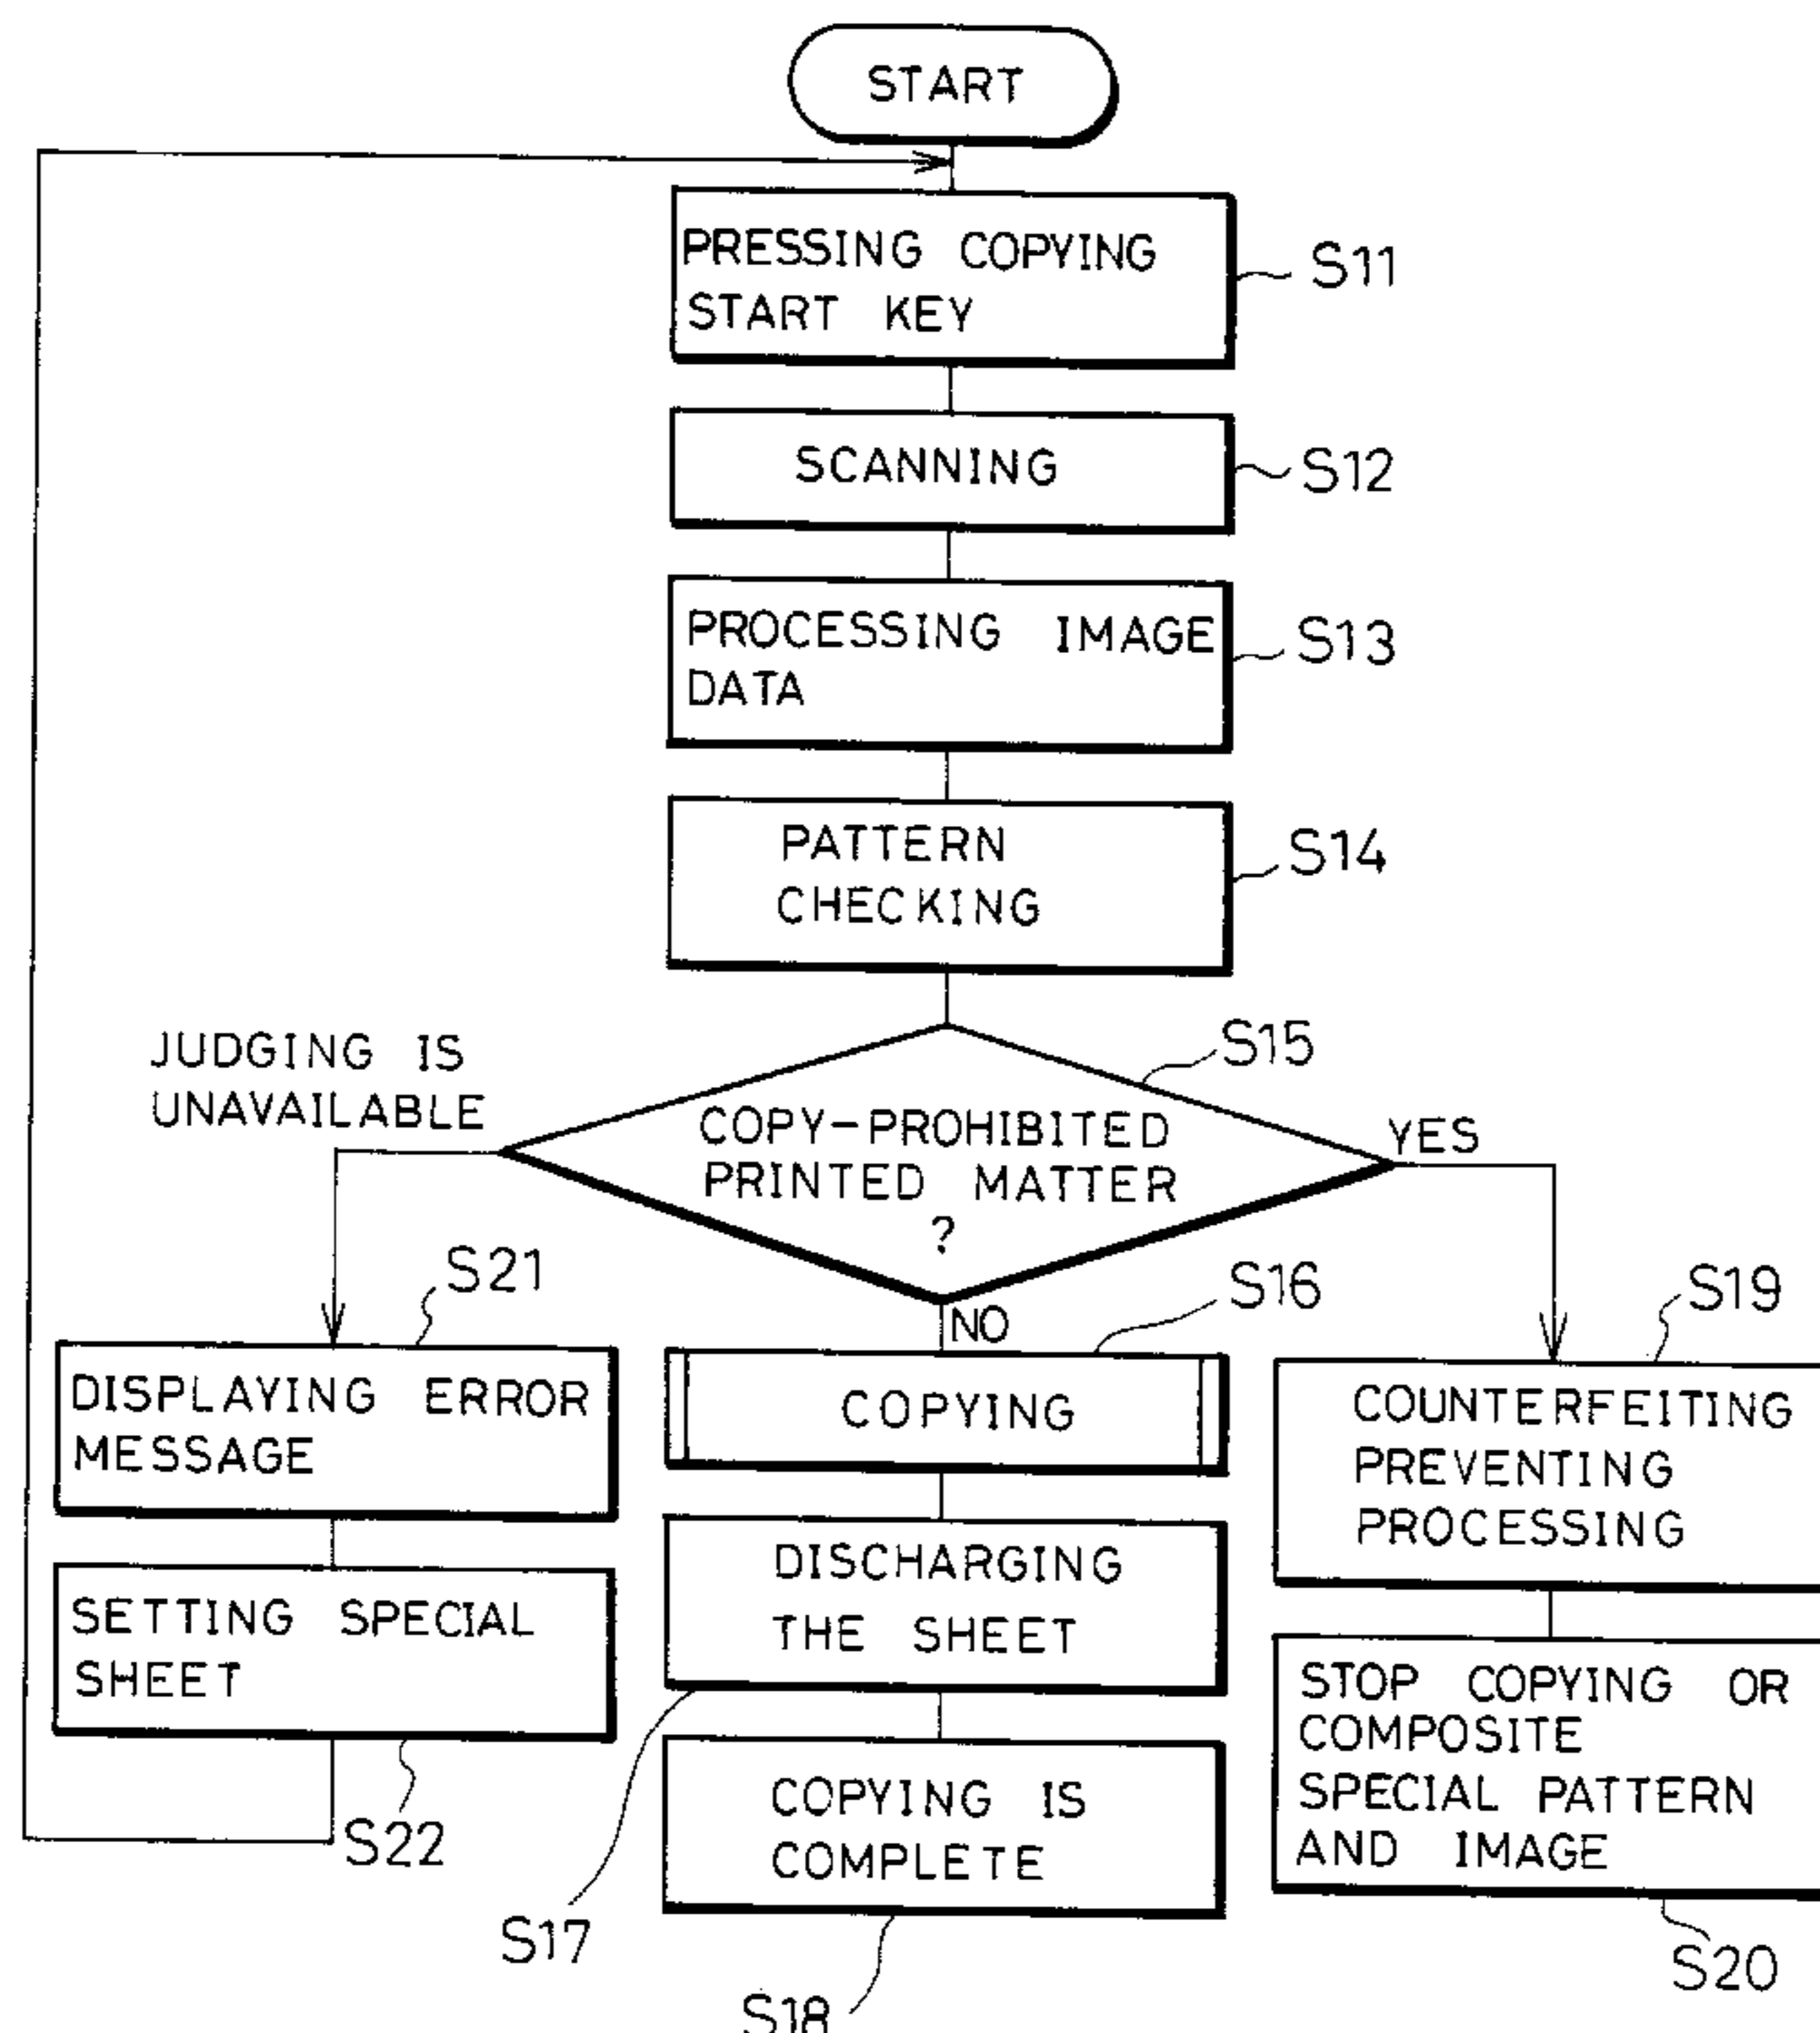 START
PRESSING COPYING
START KEY
S11
SCANNING
S12
PROCESSING IMAGE
DATA
S13
PATTERN
CHECKING
S14
JUDGING IS
UNAVAILABLE
S15
COPY-PROHIBITED
PRINTED MATTER
?
YES
NO
S21
DISPLAYING ERROR
MESSAGE
SETTING SPECIAL
SHEET
S22
S16
COPYING
DISCHARGING
THE SHEET
S17
COPYING IS
COMPLETE
S18
S19
COUNTERFEITING
PREVENTING
PROCESSING
STOP COPYING OR
COMPOSITE
SPECIAL PATTERN
AND IMAGE
S20